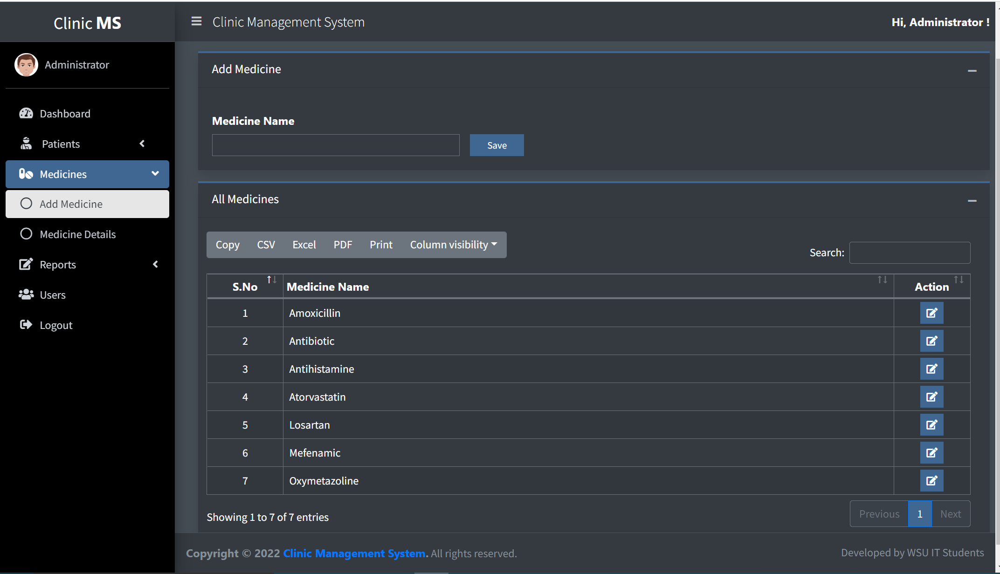 Clinic MS
Clinic Management System
Hi, Administrator !
Administrator
Dashboard
Patients
Medicines
Add Medicine
Medicine Details
Reports
Users
Logout
Add Medicine
Medicine Name
Save
All Medicines
Copy CSV Excel PDF Print Column visibility
Search:
S.No Medicine Name Action
1 Amoxicillin
2 Antibiotic
3 Antihistamine
4 Atorvastatin
5 Losartan
6 Mefenamic
7 Oxymetazoline
Showing 1 to 7 of 7 entries
Previous 1 Next
Copyright © 2022 Clinic Management System. All rights reserved.
Developed by WSU IT Students